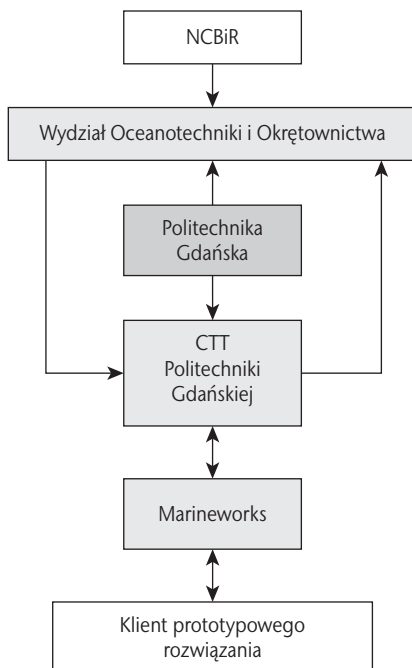 NCBiR
Wydział Oceanotechniki i Okrętownictwa
Politechnika
Gdańska
CTT
Politechniki
Gdańskiej
Marineworks
Klient prototypowego
rozwiązania